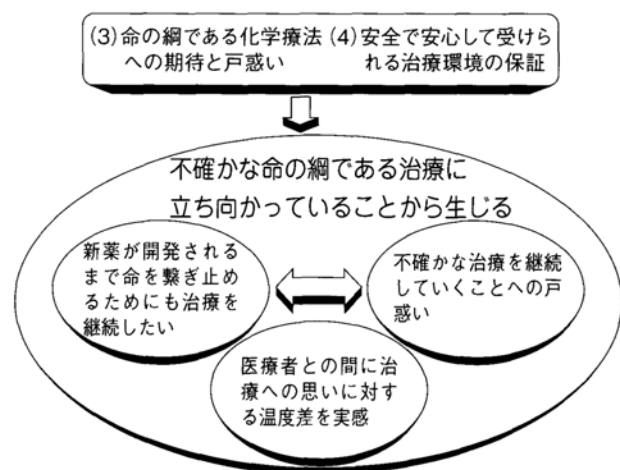 (3)命の綱である化学療法
への期待と戸惑い
(4)安全で安心して受けら
れる治療環境の保証
不確かな命の綱である治療に
立ち向かっていることから生じる
新薬が開発される
まで命を繋ぎ止め
るためにも治療を
継続したい
不確かな治療を継続
していくことへの戸
惑い
医療者との間に治
療への思いに対す
る温度差を実感